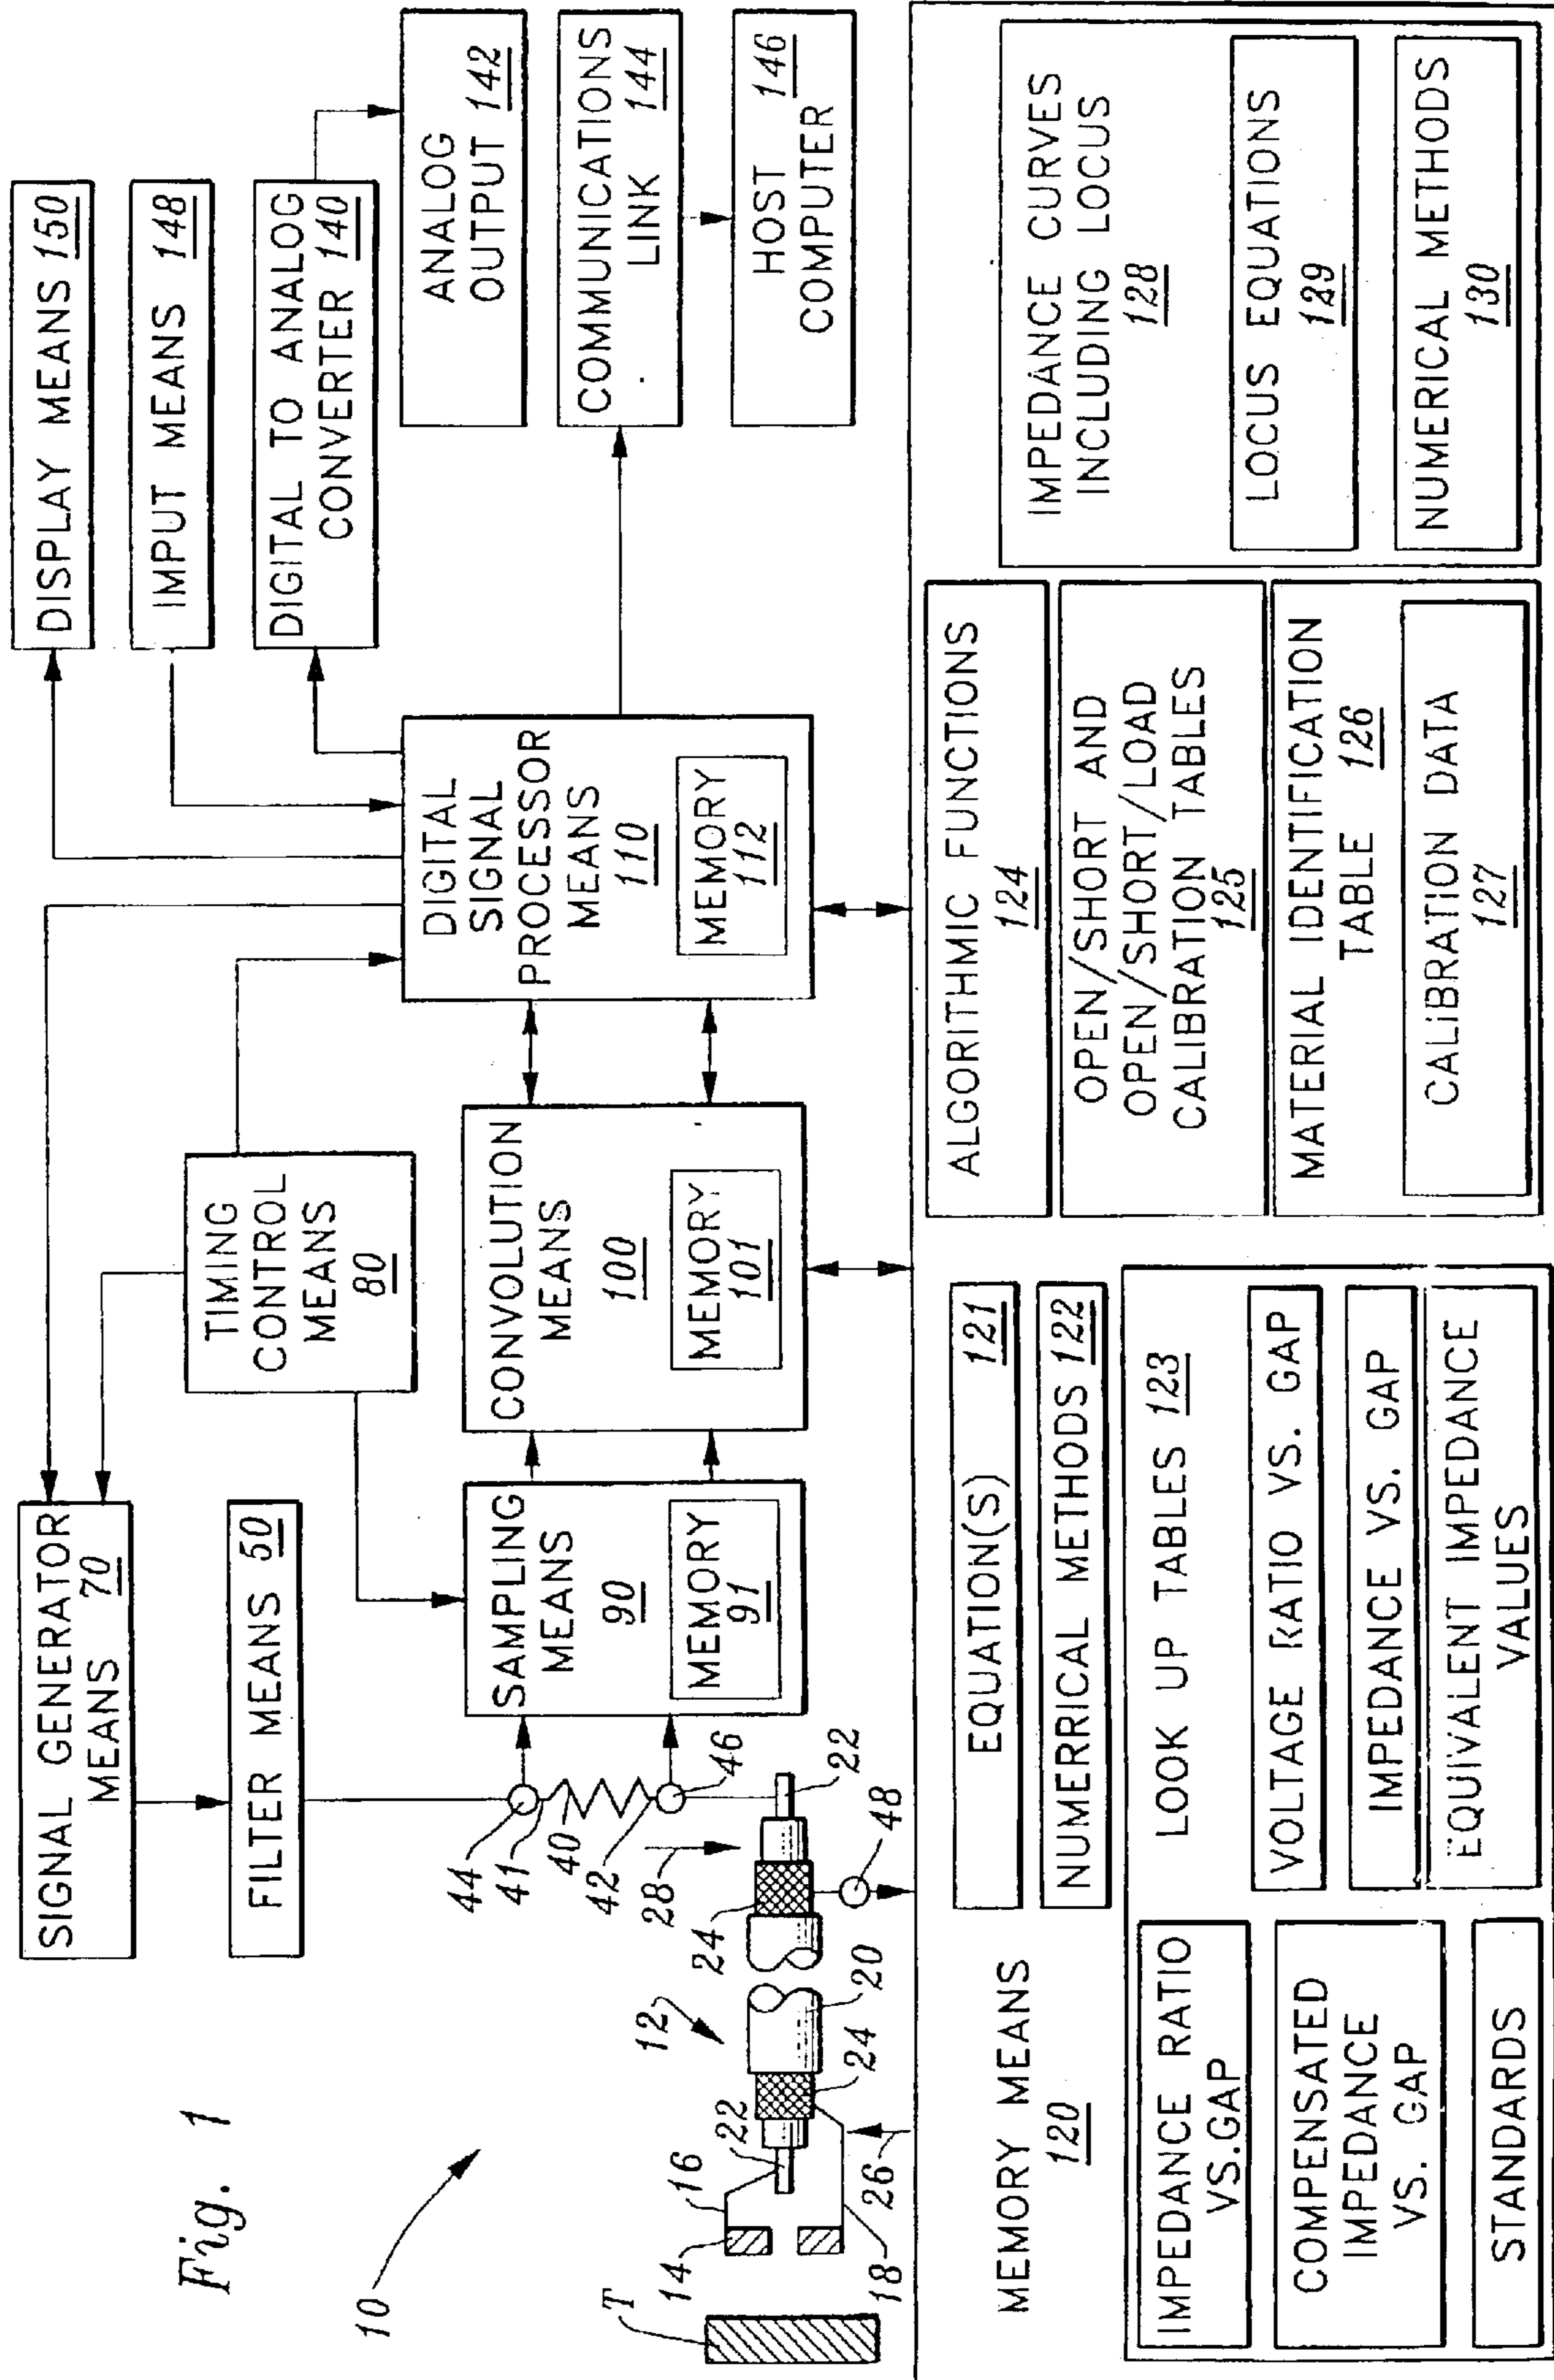 Fig. 1
10
SIGNAL GENERATOR
MEANS 70
FILTER MEANS 50
TIMING
CONTROL
MEANS
80
DISPLAY MEANS 150
IMPUT MEANS 148
DIGITAL TO ANALOG
CONVERTER 140
ANALOG
OUTPUT 142
COMMUNICATIONS
LINK 144
HOST 146
COMPUTER
SAMPLING
MEANS
90
MEMORY
91
CONVOLUTION
MEANS
100
MEMORY
101
DIGITAL
SIGNAL
PROCESSOR
MEANS
110
MEMORY
112
44
41
40
42
46
28
22
48
24
12
20
24
22
16
14
18
26
T
MEMORY MEANS
120
EQUATION(S) 121
NUMERRICAL METHODS 122
LOOK UP TABLES 123
IMPEDANCE RATIO
VS.GAP
VOLTAGE RATIO VS. GAP
COMPENSATED
IMPEDANCE
VS. GAP
IMPEDANCE VS. GAP
STANDARDS
EQUIVALENT IMPEDANCE
VALUES
ALGORITHMIC FUNCTIONS
124
OPEN/SHORT AND
OPEN/SHORT/LOAD
CALIBRATION TABLES
125
MATERIAL IDENTIFICATION
TABLE 126
CALIBRATION DATA
127
IMPEDANCE CURVES
INCLUDING LOCUS
128
LOCUS EQUATIONS
129
NUMERICAL METHODS
130